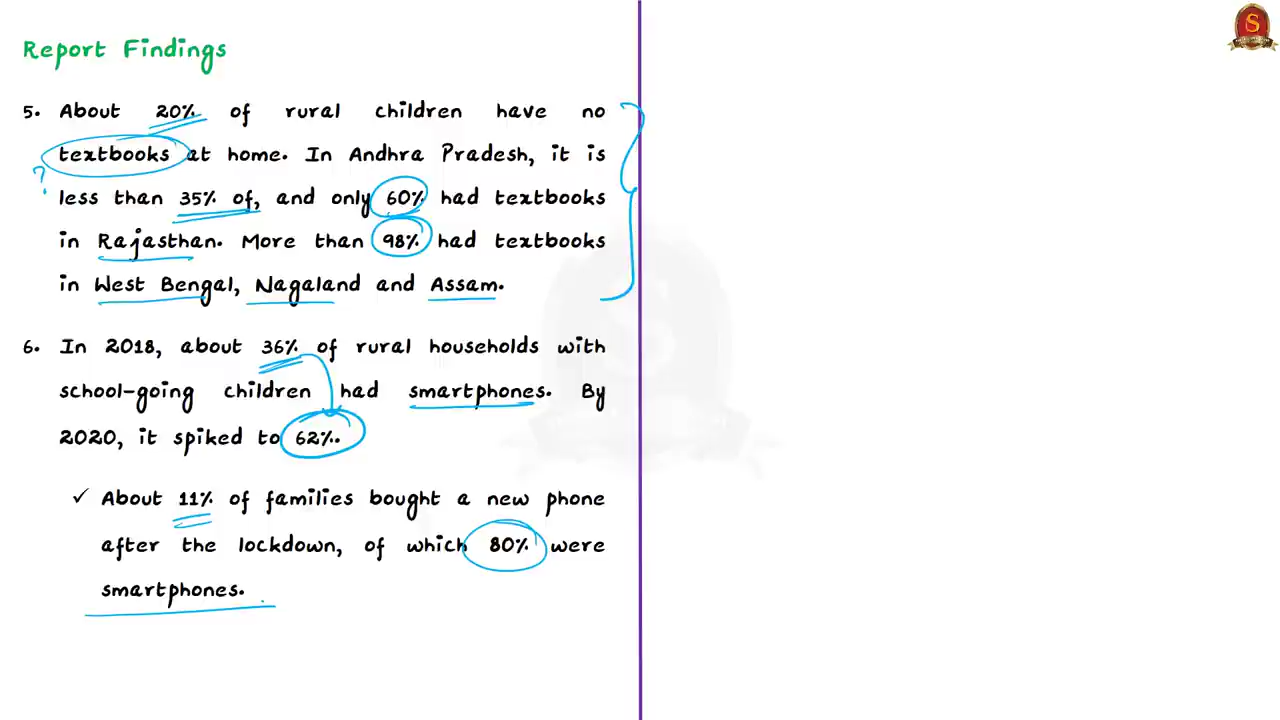 Report Findings
5. About 20% of rural children have no
textbooks at home. In Andhra Pradesh, it is
less than 35% of, and only 60% had textbooks
in Rajasthan. More than 98% had textbooks
in West Bengal, Nagaland and Assam.
?
6. In 2018, about 36% of rural households with
school-going children had smartphones. By
2020, it spiked to 62%.
✓ About 11% of families bought a new phone
after the lockdown, of which 80% were
smartphones.
S